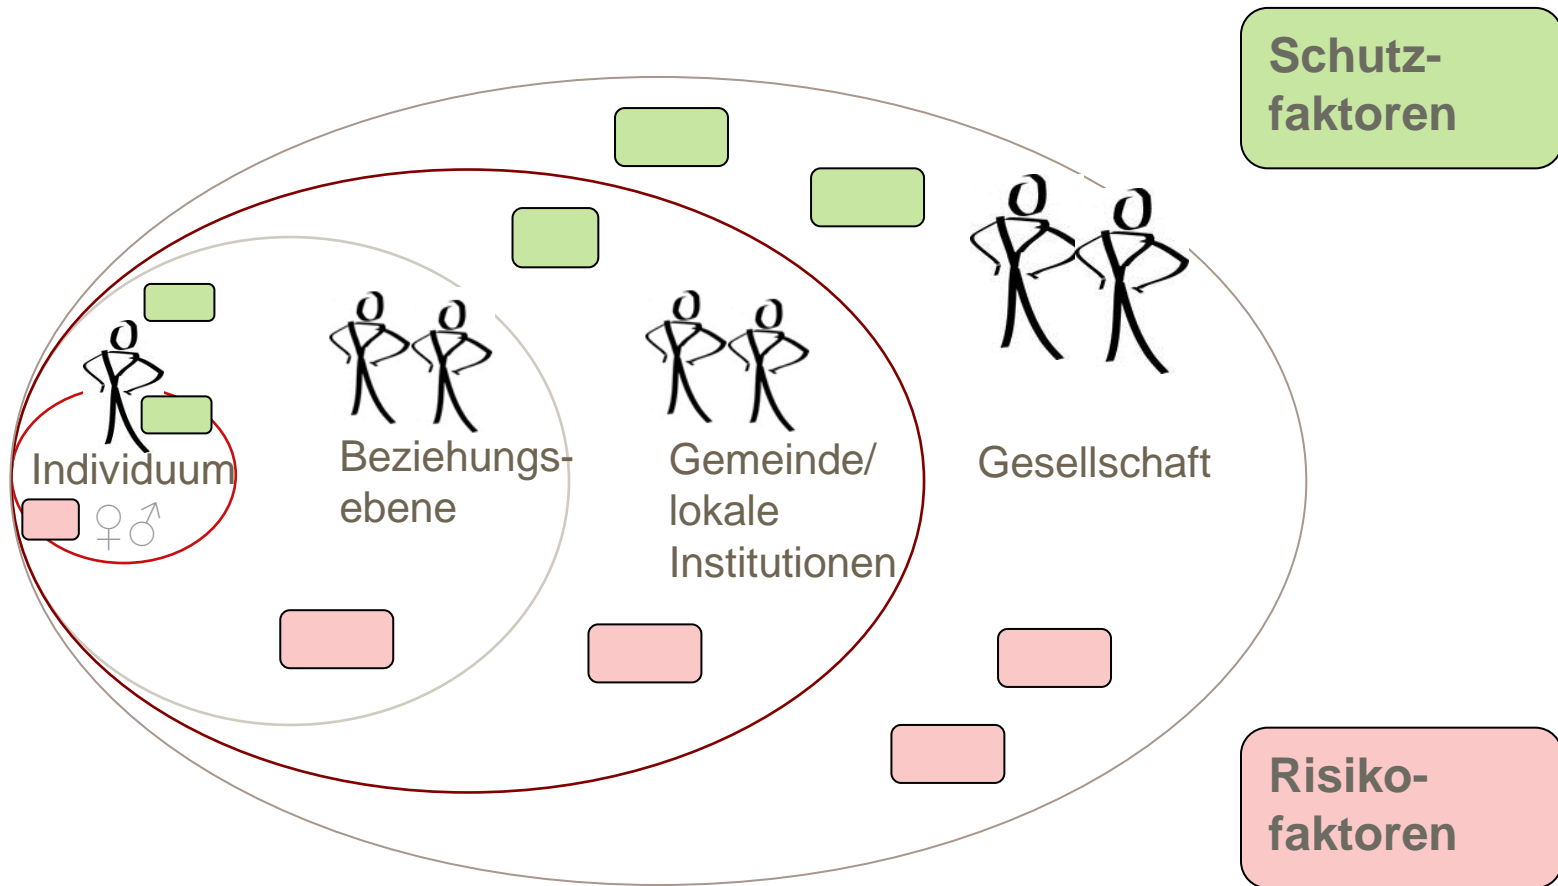 Schutz-
faktoren
Individuum
♀♂
Beziehungs-
ebene
Gemeinde/
lokale
Institutionen
Gesellschaft
Risiko-
faktoren